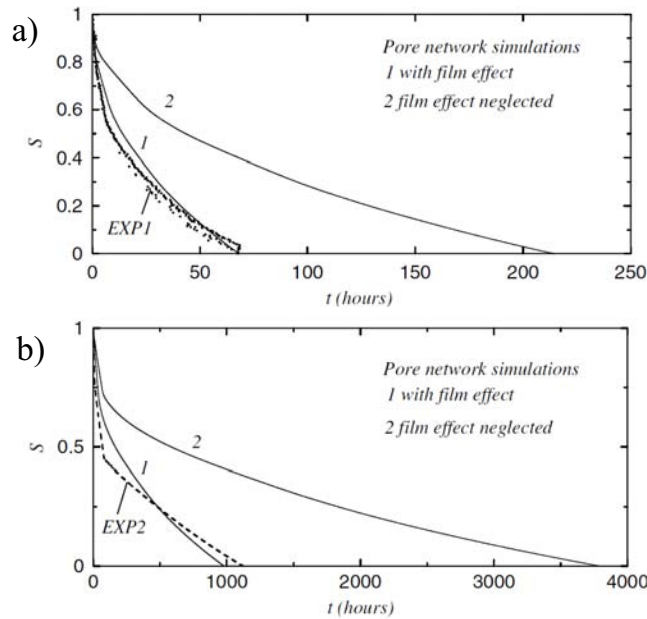 a)
1
0.8
0.6
0.4
0.2
0
S
Pore network simulations
1 with film effect
2 film effect neglected
2
1
EXP1
0 50 100 150 200 250
t (hours)
b)
1
0.5
0
S
Pore network simulations
1 with film effect
2 film effect neglected
2
1
EXP2
0 1000 2000 3000 4000
t (hours)